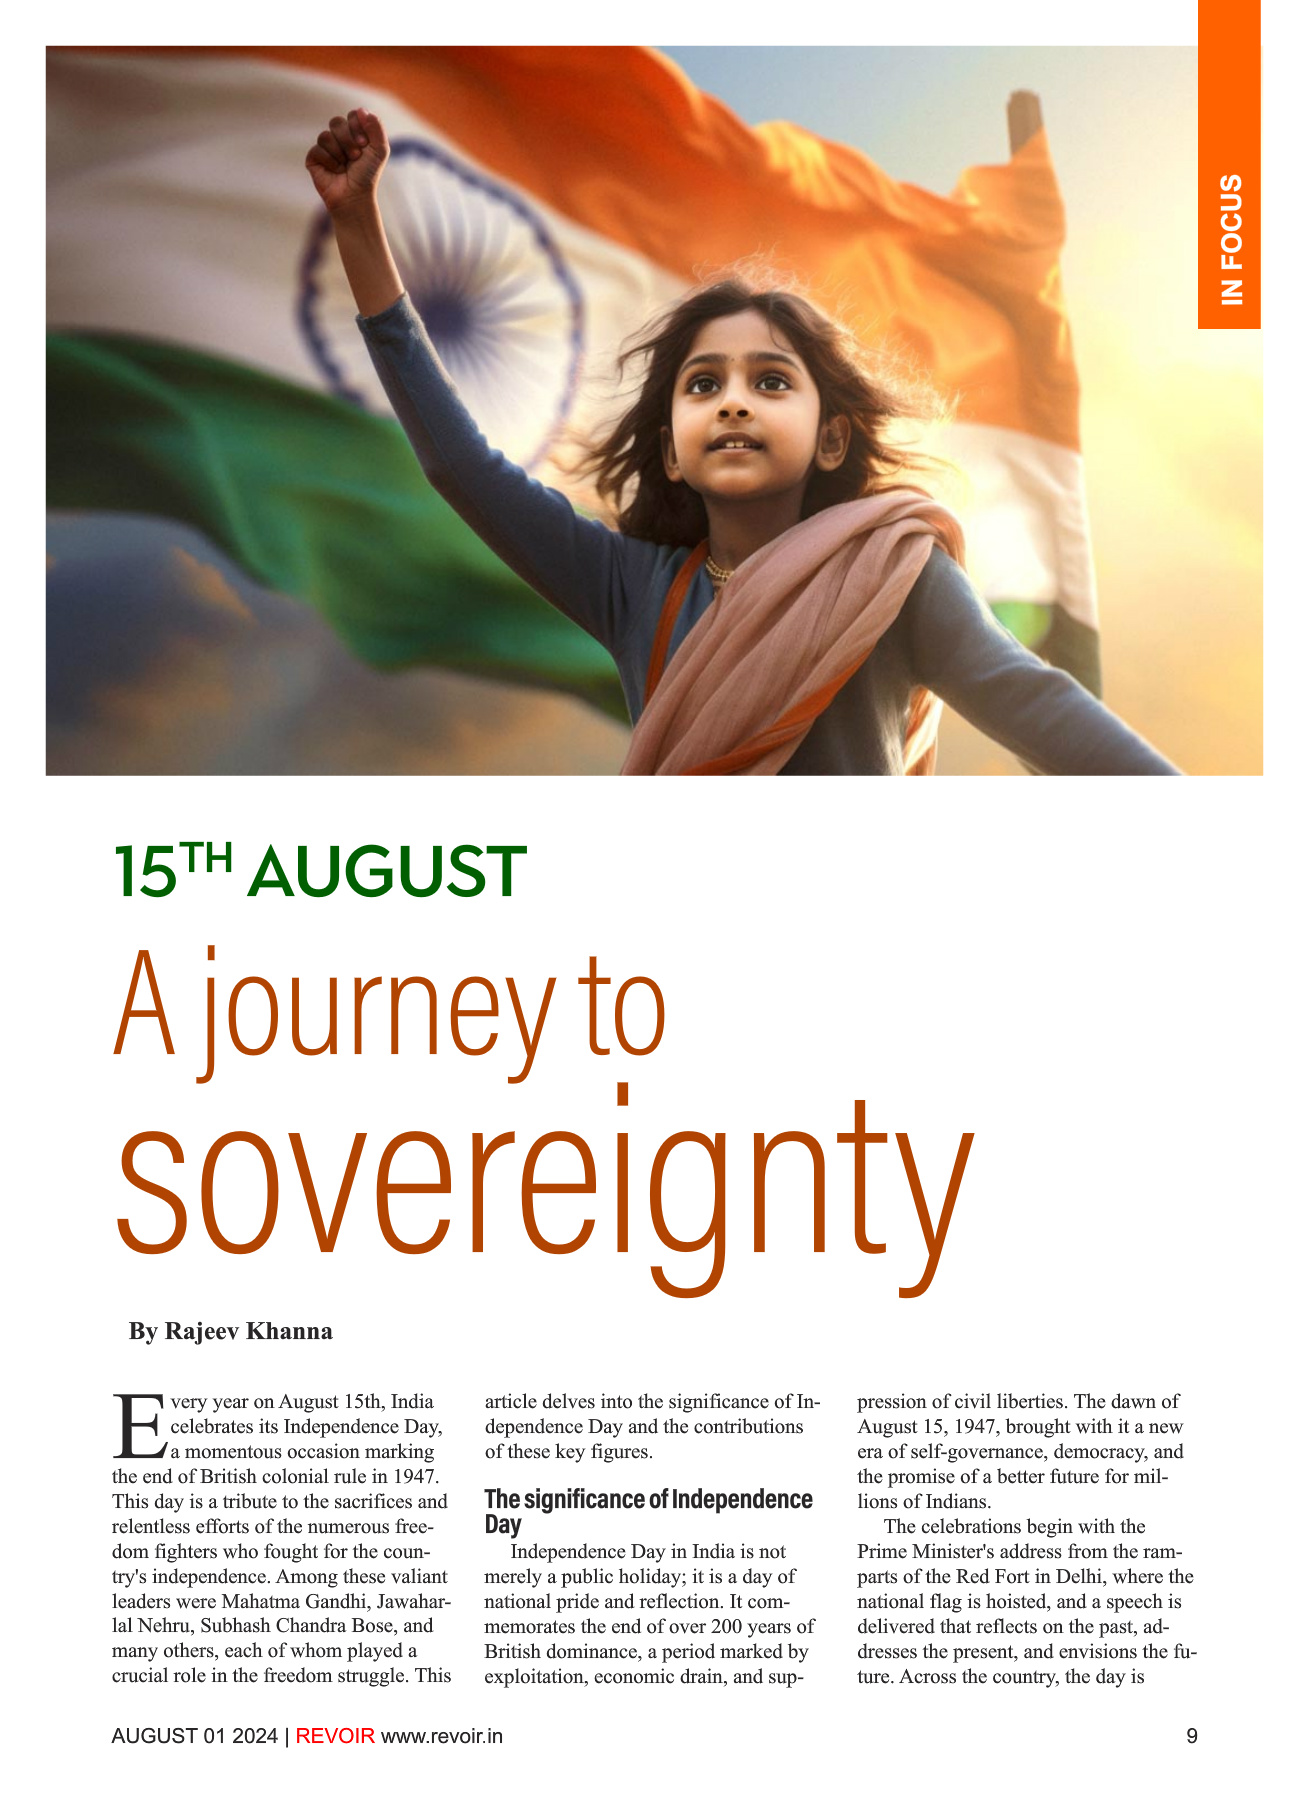 IN FOCUS
15TH AUGUST
A journey to
sovereignty
By Rajeev Khanna
Every year on August 15th, India
celebrates its Independence Day,
a momentous occasion marking
the end of British colonial rule in 1947.
This day is a tribute to the sacrifices and
relentless efforts of the numerous free-
dom fighters who fought for the coun-
try's independence. Among these valiant
leaders were Mahatma Gandhi, Jawahar-
lal Nehru, Subhash Chandra Bose, and
many others, each of whom played a
crucial role in the freedom struggle. This
article delves into the significance of In-
dependence Day and the contributions
of these key figures.
The significance of Independence
Day
Independence Day in India is not
merely a public holiday; it is a day of
national pride and reflection. It com-
memorates the end of over 200 years of
British dominance, a period marked by
exploitation, economic drain, and sup-
pression of civil liberties. The dawn of
August 15, 1947, brought with it a new
era of self-governance, democracy, and
the promise of a better future for mil-
lions of Indians.
The celebrations begin with the
Prime Minister's address from the ram-
parts of the Red Fort in Delhi, where the
national flag is hoisted, and a speech is
delivered that reflects on the past, ad-
dresses the present, and envisions the fu-
ture. Across the country, the day is
AUGUST 01 2024 | REVOIR www.revoir.in
9